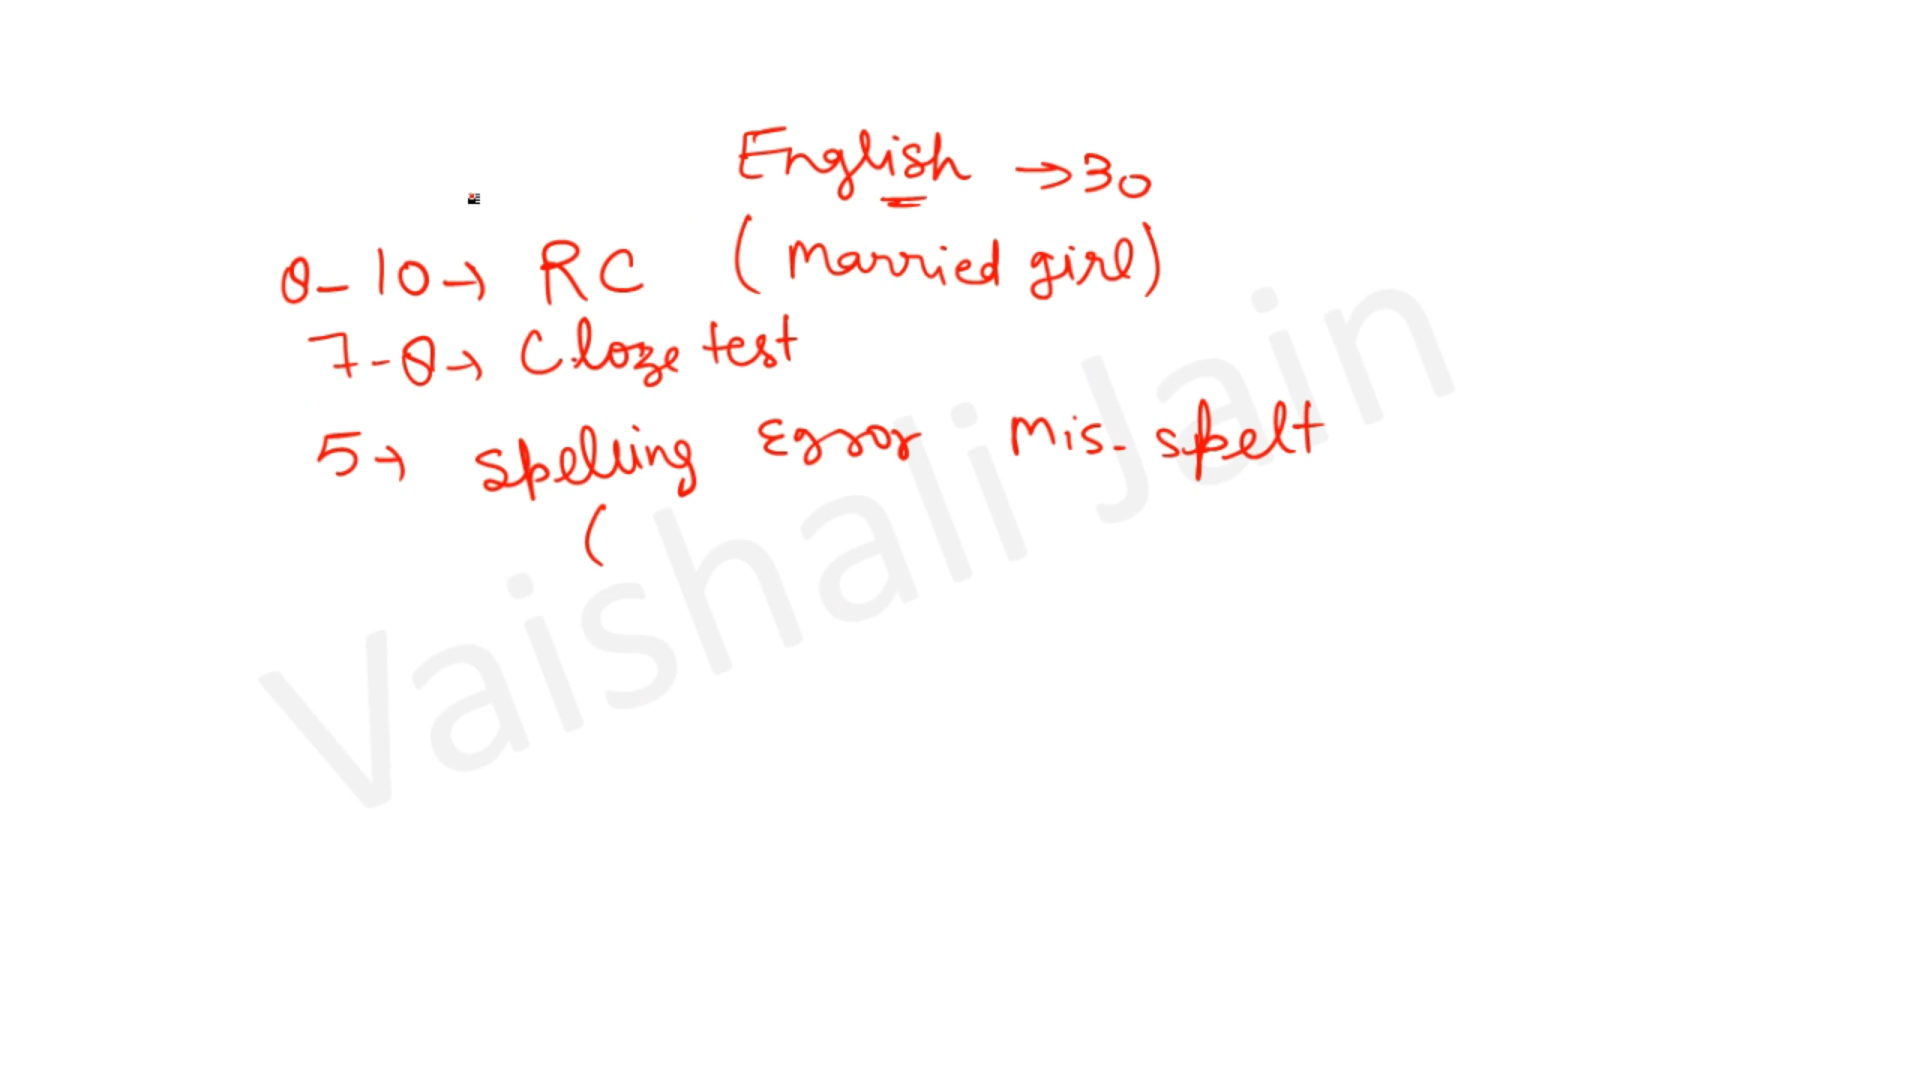 English → 30
8-10 → RC (Married girl)
7-8 → Cloze test
5 → spelling Error Mis-spelt
(
Vaishali Jain